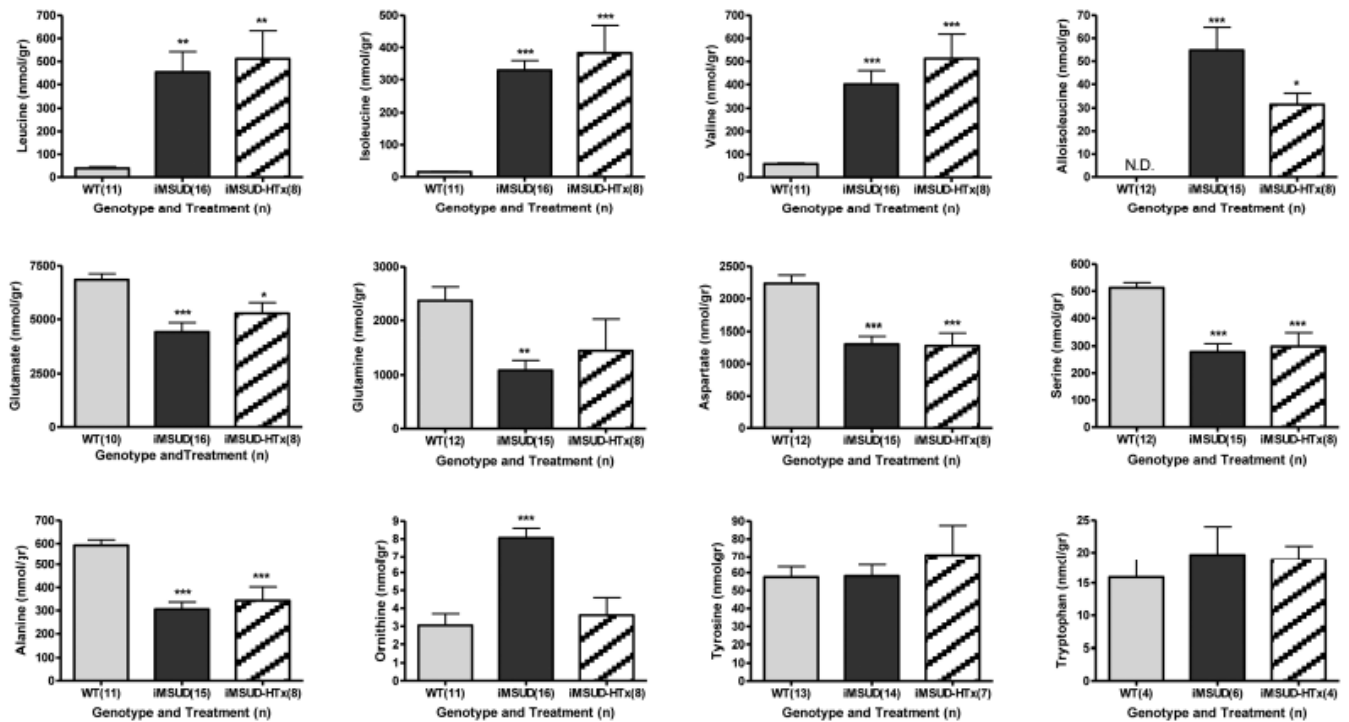 Leucine (nmol/gr)
700
600
500
400
300
200
100
0
**
**
WT(11) iMSUD(16) iMSUD-HTx(8)
Genotype and Treatment (n)
Isoleucine (nmol/gr)
500
400
300
200
100
0
***
***
WT(11) iMSUD(16) iMSUD-HTx(8)
Genotype and Treatment (n)
Valine (nmol/gr)
700
600
500
400
300
200
100
0
***
***
WT(11) iMSUD(16) iMSUD-HTx(8)
Genotype and Treatment (n)
Alloisoleucine (nmol/gr)
70
60
50
40
30
20
10
0
N.D.
***
*
WT(12) iMSUD(15) iMSUD-HTx(8)
Genotype and Treatment (n)
Glutamate (nmol/gr)
7500
5000
2500
0
***
*
WT(10) iMSUD(16) iMSUD-HTx(8)
Genotype andTreatment (n)
Glutamine (nmol/gr)
3000
2000
1000
0
**
WT(12) iMSUD(15) iMSUD-HTx(8)
Genotype and Treatment (n)
Aspartate (nmol/gr)
2500
2000
1500
1000
500
0
***
***
WT(12) iMSUD(15) iMSUD-HTx(8)
Genotype and Treatment (n)
Serine (nmol/gr)
600
500
400
300
200
100
0
***
***
WT(12) iMSUD(15) iMSUD-HTx(8)
Genotype and Treatment (n)
Alanine (nmol/gr)
700
600
500
400
300
200
100
0
***
***
WT(11) iMSUD(15) iMSUD-HTx(8)
Genotype and Treatment (n)
Ornithine (nmol/gr)
9
8
7
6
5
4
3
2
1
0
***
WT(11) iMSUD(16) iMSUD-HTx(8)
Genotype and Treatment (n)
Tyrosine (nmol/gr)
90
80
70
60
50
40
30
20
10
0
WT(13) iMSUD(14) iMSUD-HTx(7)
Genotype and Treatment (n)
Tryptophan (nmol/gr)
25
20
15
10
5
0
WT(4) iMSUD(6) iMSUD-HTx(4)
Genotype and Treatment (n)